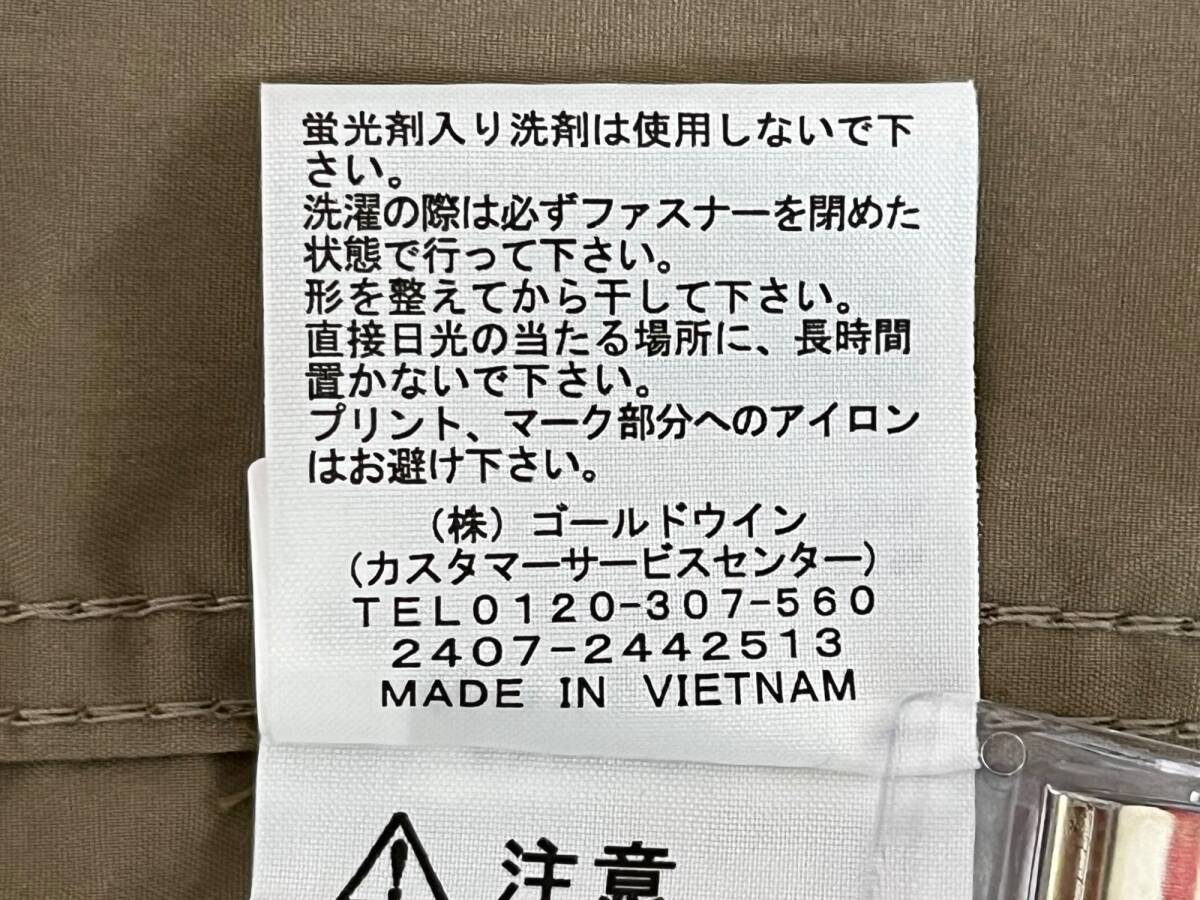 蛍光剤入り洗剤は使用しないで下
さい。
洗濯の際は必ずファスナーを閉めた
状態で行って下さい。
形を整えてから干して下さい。
直接日光の当たる場所に、長時間
置かないで下さい。
プリント、マーク部分へのアイロン
はお避け下さい。
(株)ゴールドウイン
(カスタマーサービスセンター)
TEL0120-307-560
2407-2442513
MADE IN VIETNAM
注意